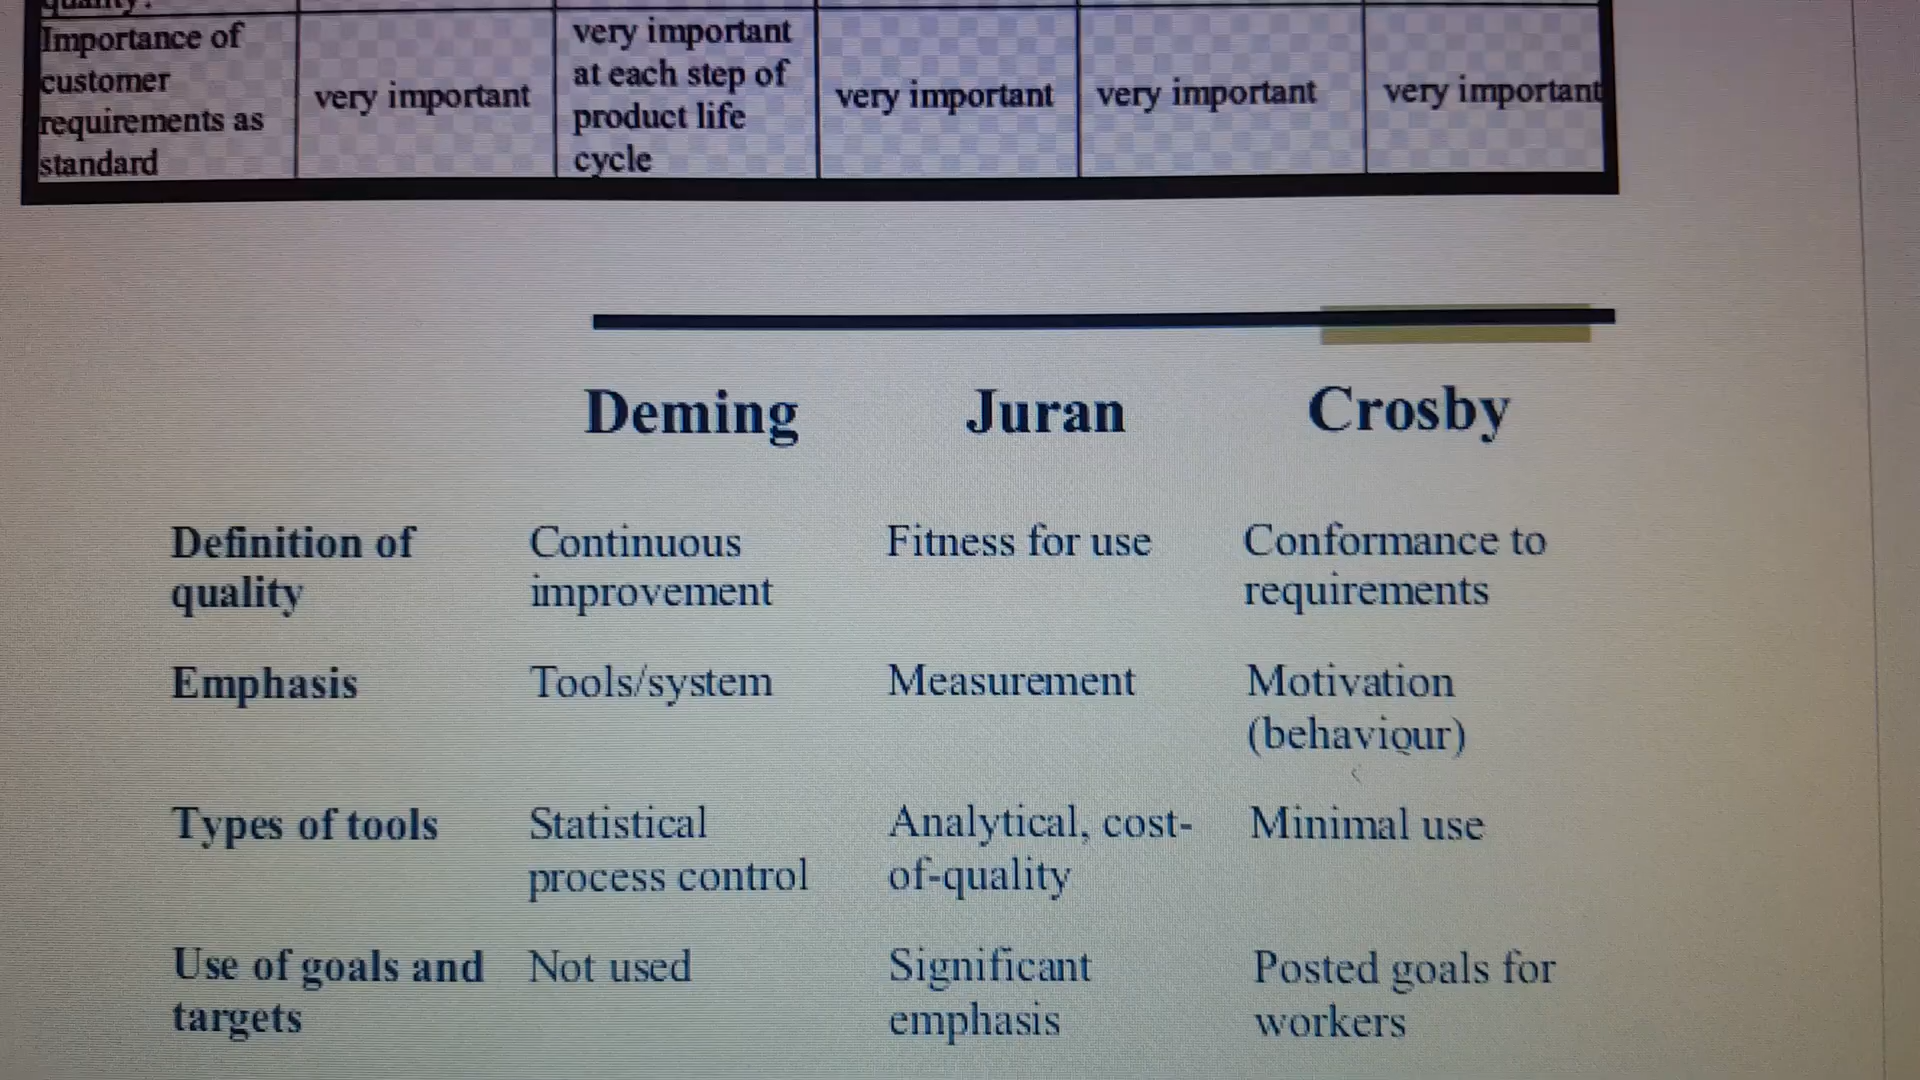 quality?
Importance of
customer
requirements as
standard
very important
very important
at each step of
product life
cycle
very important
very important
very important
Deming
Juran
Crosby
Definition of
quality
Continuous
improvement
Fitness for use
Conformance to
requirements
Emphasis
Tools/system
Measurement
Motivation
(behaviour)
Types of tools
Statistical
process control
Analytical, cost-
of-quality
Minimal use
Use of goals and
targets
Not used
Significant
emphasis
Posted goals for
workers